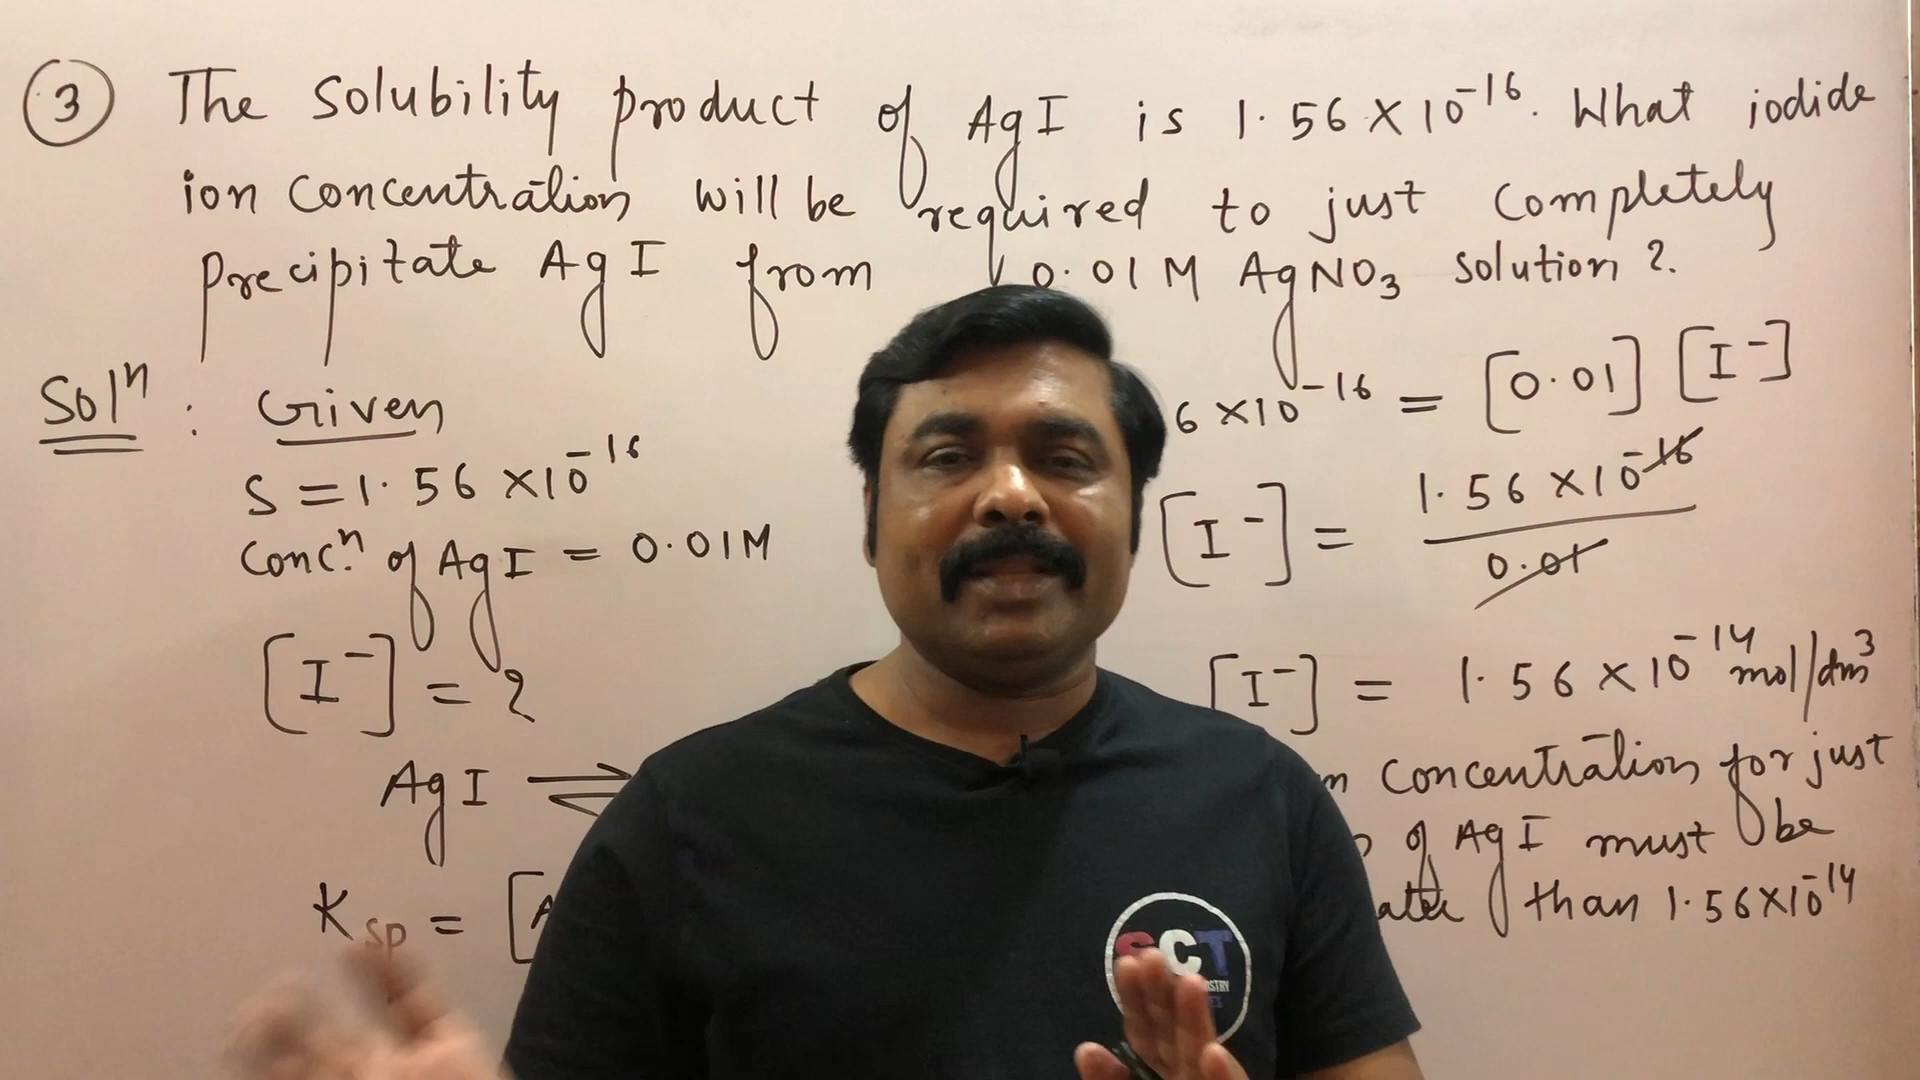 3 The Solubility product of AgI is 1.56 × 10⁻¹⁶. What iodide
ion concentration will be required to just completely
precipitate AgI from 0.01M AgNO₃ solution?
Solⁿ : Given
S = 1.56 × 10⁻¹⁶
Concⁿ. of AgI = 0.01M
[I⁻] = ?
AgI ⇌
Ksp = [A
6 × 10⁻¹⁶ = [0.01] [I⁻]
[I⁻] = 1.56 × 10⁻¹⁶ / 0.01
[I⁻] = 1.56 × 10⁻¹⁴ mol/dm³
n concentration for just
of AgI must be
than 1.56 × 10⁻¹⁴
SCT